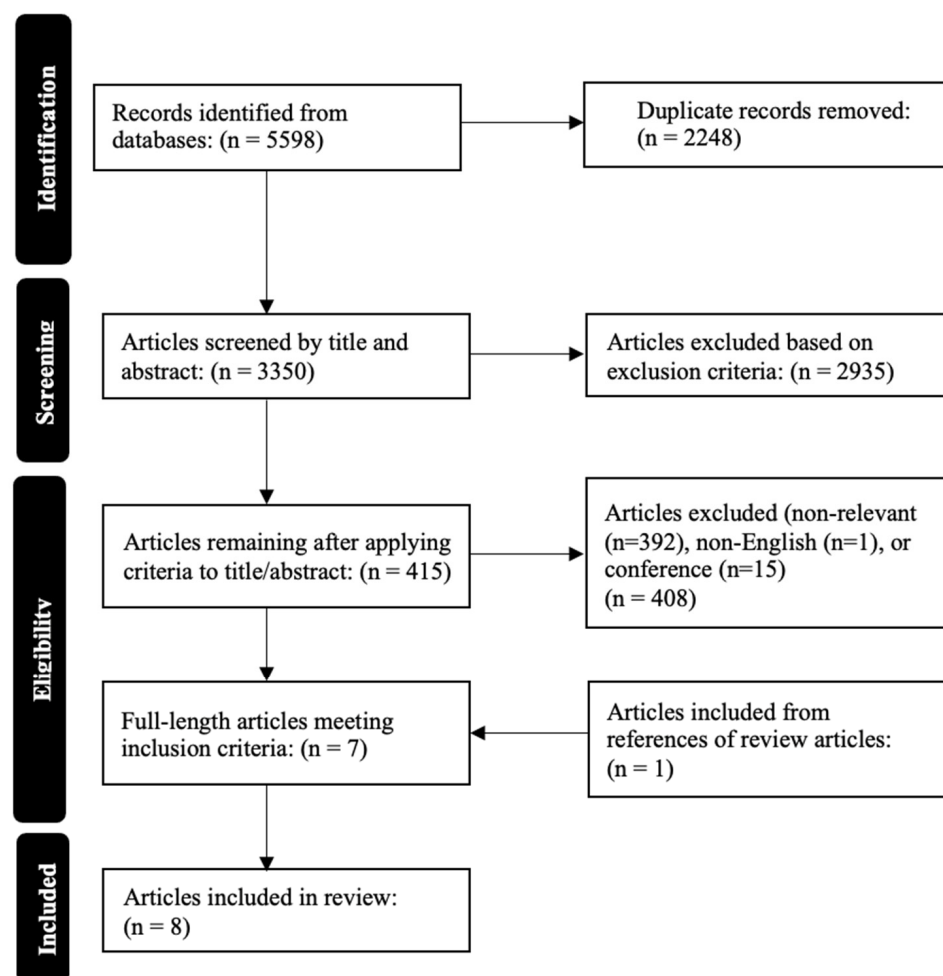 Identification
Records identified from
databases: (n = 5598)
Duplicate records removed:
(n = 2248)
Screening
Articles screened by title and
abstract: (n = 3350)
Articles excluded based on
exclusion criteria: (n = 2935)
Eligibility
Articles remaining after applying
criteria to title/abstract: (n = 415)
Articles excluded (non-relevant
(n=392), non-English (n=1), or
conference (n=15)
(n = 408)
Full-length articles meeting
inclusion criteria: (n = 7)
Articles included from
references of review articles:
(n = 1)
Included
Articles included in review:
(n = 8)